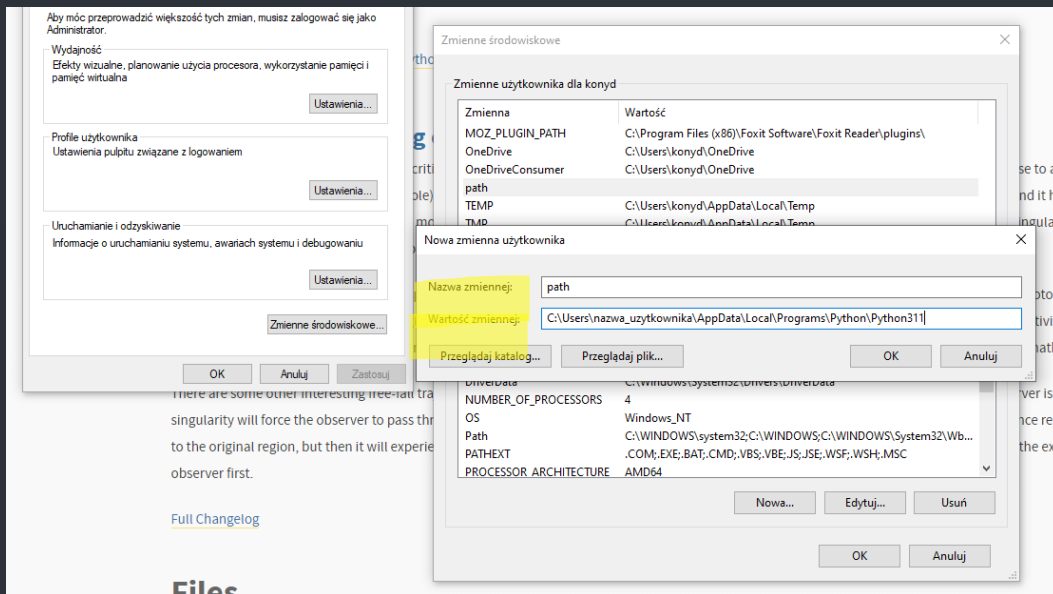 Aby móc przeprowadzić większość tych zmian, musisz zalogować się jako
Administrator.
Wydajność
Efekty wizualne, planowanie użycia procesora, wykorzystanie pamięci i
pamięć wirtualna
Ustawienia...
Profile użytkownika
Ustawienia pulpitu związane z logowaniem
Ustawienia...
Uruchamianie i odzyskiwanie
Informacje o uruchamianiu systemu, awariach systemu i debugowaniu
Ustawienia...
Zmienne środowiskowe...
OK Anuluj Zastosuj
Zmienne środowiskowe
Zmienne użytkownika dla konyd
Zmienna Wartość
MOZ_PLUGIN_PATH C:\Program Files (x86)\Foxit Software\Foxit Reader\plugins\
OneDrive C:\Users\konyd\OneDrive
OneDriveConsumer C:\Users\konyd\OneDrive
path
TEMP C:\Users\konyd\AppData\Local\Temp
TMP C:\Users\konyd\AppData\Local\Temp
Nowa zmienna użytkownika
Nazwa zmiennej: path
Wartość zmiennej: C:\Users\nazwa_uzytkownika\AppData\Local\Programs\Python\Python311
Przeglądaj katalog... Przeglądaj plik... OK Anuluj
DriverData C:\Windows\System32\Drivers\DriverData
NUMBER_OF_PROCESSORS 4
OS Windows_NT
Path C:\WINDOWS\system32;C:\WINDOWS;C:\WINDOWS\System32\Wb...
PATHEXT .COM;.EXE;.BAT;.CMD;.VBS;.VBE;.JS;.JSE;.WSF;.WSH;.MSC
PROCESSOR_ARCHITECTURE AMD64
Nowa... Edytuj... Usuń
OK Anuluj
There are some other interesting free-fall tra
singularity will force the observer to pass thr
to the original region, but then it will experie
observer first.
Full Changelog
Files